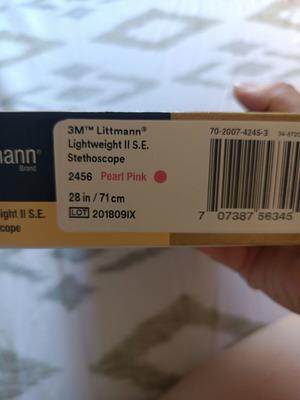 mann®
Brand
ight II S.E.
cope
3M™ Littmann®
Lightweight II S.E.
Stethoscope
2456 Pearl Pink
28 in / 71 cm
LOT 201809IX
70-2007-4245-3
7 07387 56345